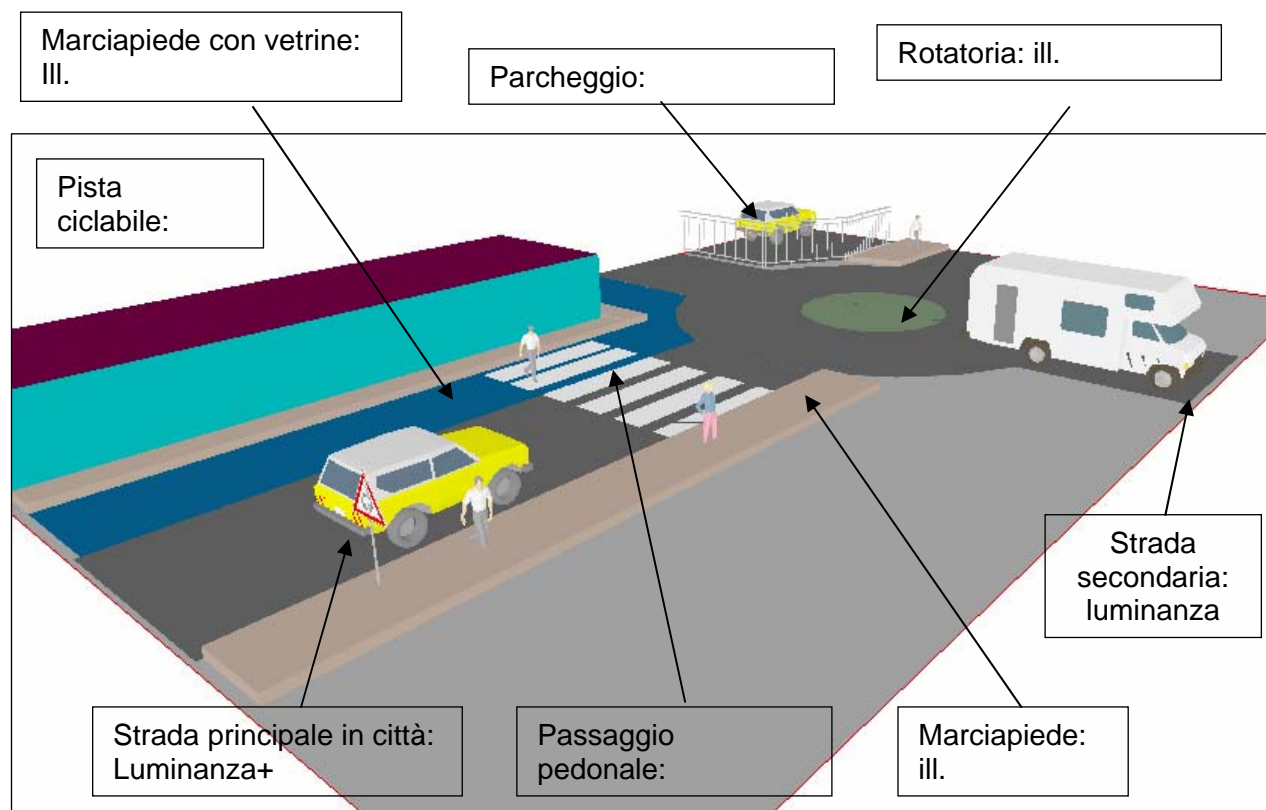 Marciapiede con vetrine:
Ill.
Parcheggio:
Rotatoria: ill.
Pista
ciclabile:
Strada
secondaria:
luminanza
Strada principale in città:
Luminanza+
Passaggio
pedonale:
Marciapiede:
ill.